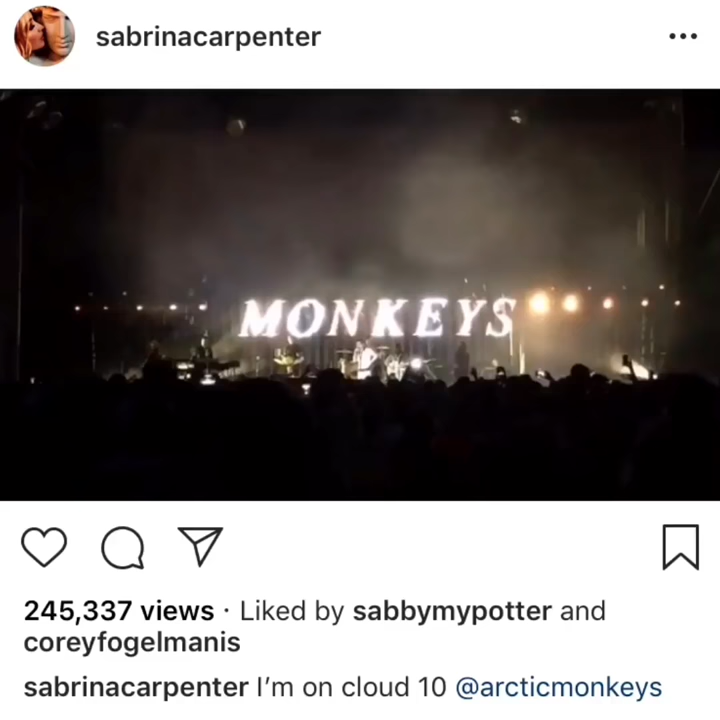 sabrinacarpenter
MONKEYS
245,337 views · Liked by sabbymypotter and
coreyfogelmanis
sabrinacarpenter I’m on cloud 10 @arcticmonkeys